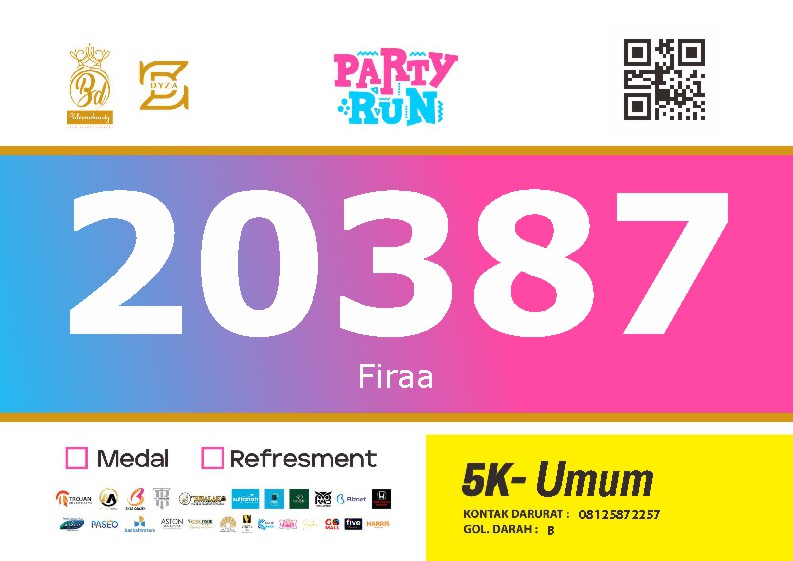 Bd
DYZA
PARTY
RUN
20387
Firaa
Medal
Refresment
5K- Umum
KONTAK DARURAT : 08125872257
GOL. DARAH : B
TROJAN
sultanah
Biznet
PASEO
ASTON
five
HARRIS